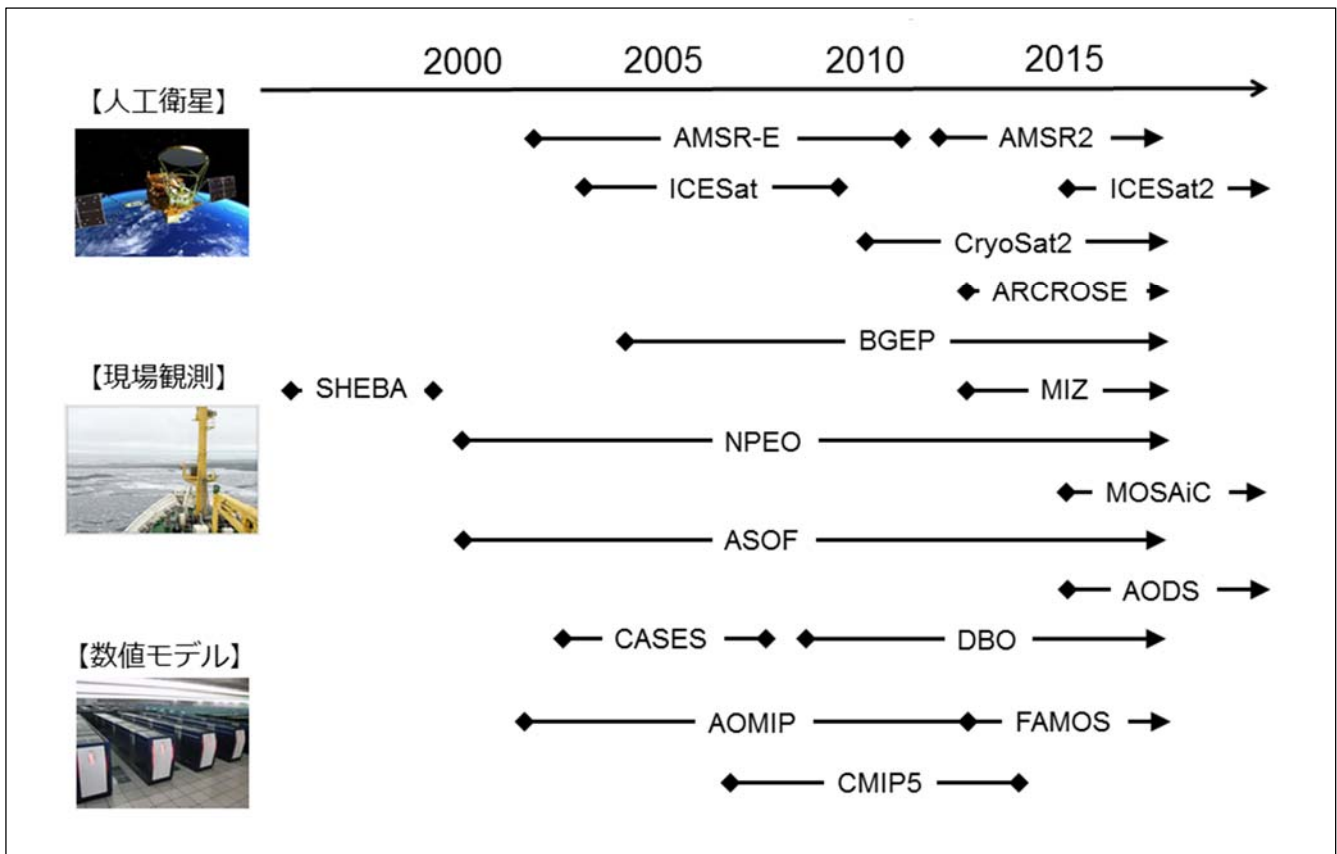 2000 2005 2010 2015
【人工衛星】
AMSR-E AMSR2
ICESat ICESat2
CryoSat2
ARCROSE
BGEP
【現場観測】
SHEBA MIZ
NPEO
MOSAiC
ASOF
AODS
CASES DBO
【数値モデル】
AOMIP FAMOS
CMIP5